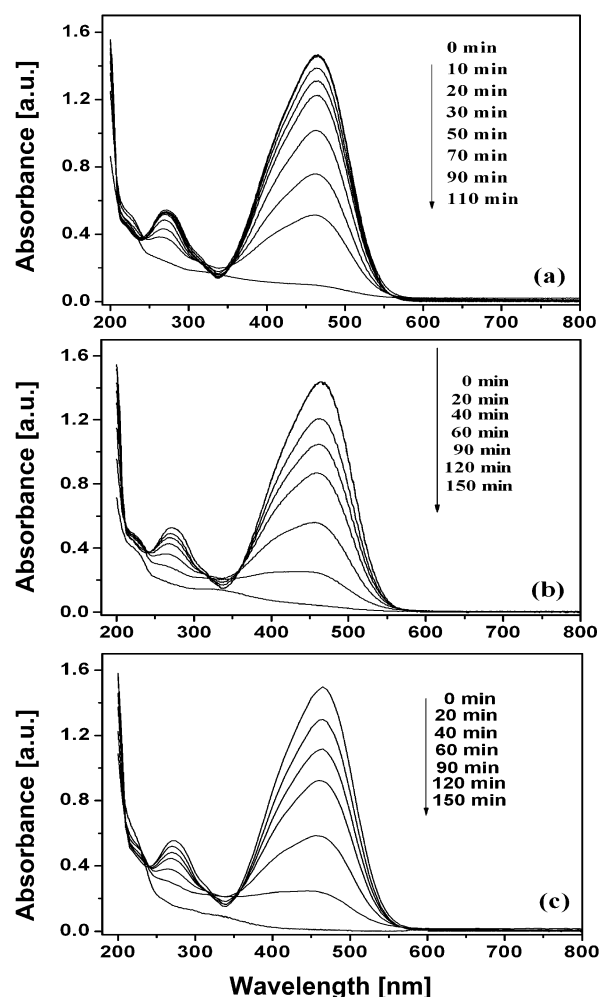 1.6
1.2
0.8
0.4
0.0
Absorbance [a.u.]
0 min
10 min
20 min
30 min
50 min
70 min
90 min
110 min
(a)
200 300 400 500 600 700 800
1.6
1.2
0.8
0.4
0.0
Absorbance [a.u.]
0 min
20 min
40 min
60 min
90 min
120 min
150 min
(b)
200 300 400 500 600 700 800
1.6
1.2
0.8
0.4
0.0
Absorbance [a.u.]
0 min
20 min
40 min
60 min
90 min
120 min
150 min
(c)
200 300 400 500 600 700 800
Wavelength [nm]